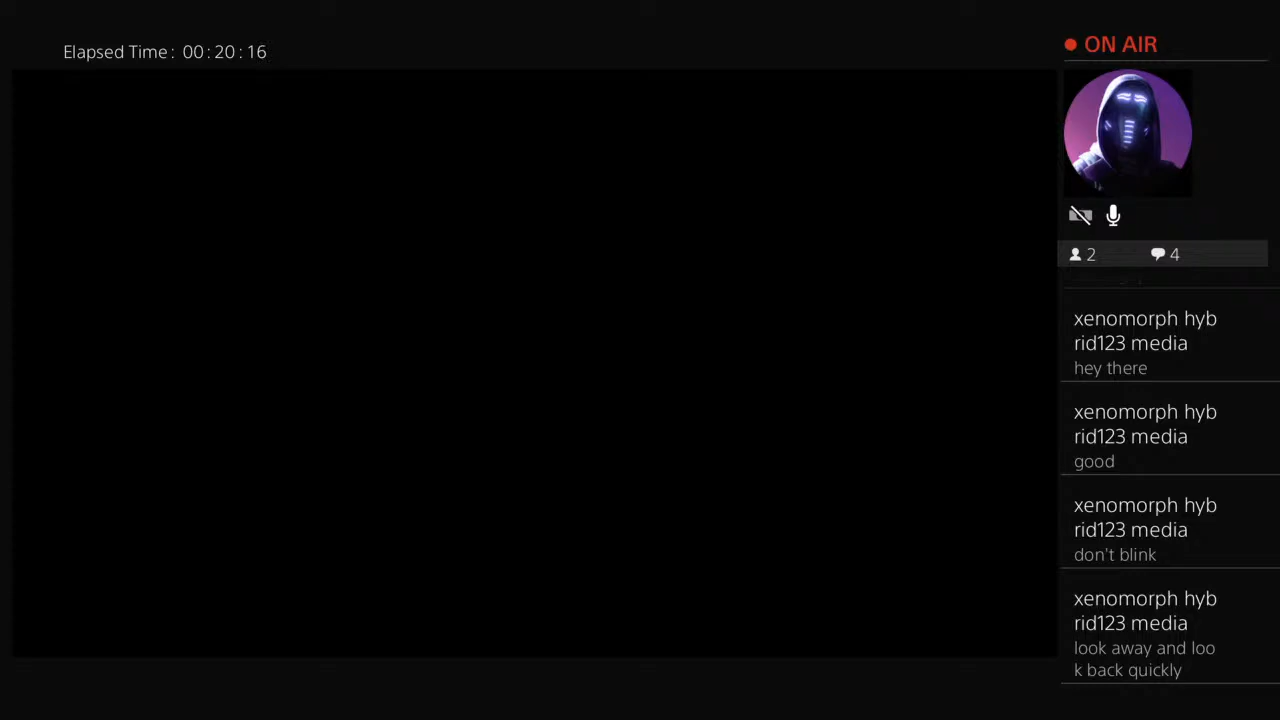 Elapsed Time: 00:20:16
ON AIR
2 4
xenomorph hyb
rid123 media
hey there
xenomorph hyb
rid123 media
good
xenomorph hyb
rid123 media
don't blink
xenomorph hyb
rid123 media
look away and loo
k back quickly